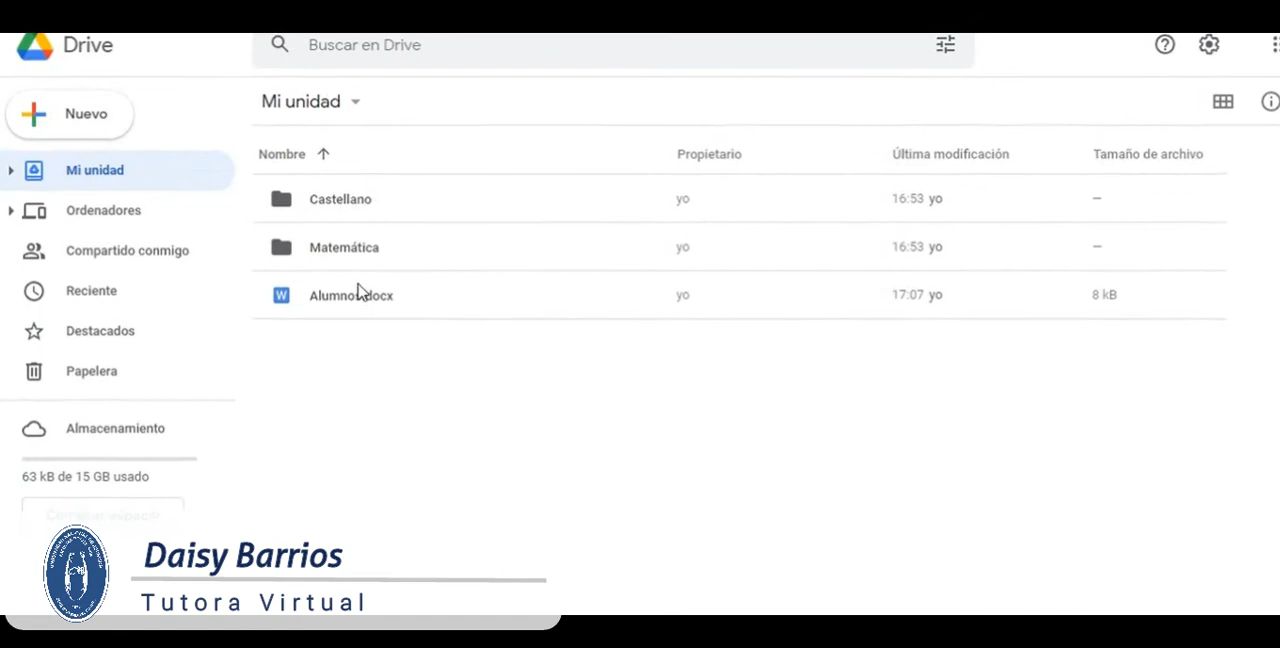 Drive
Buscar en Drive
Nuevo
Mi unidad
Nombre Propietario Última modificación Tamaño de archivo
Mi unidad
Castellano yo 16:53 yo –
Ordenadores
Compartido conmigo
Matemática yo 16:53 yo –
Reciente
W yo 17:07 yo 8 kB
Destacados
Papelera
Almacenamiento
63 kB de 15 GB usado
Daisy Barrios
Tutora Virtual